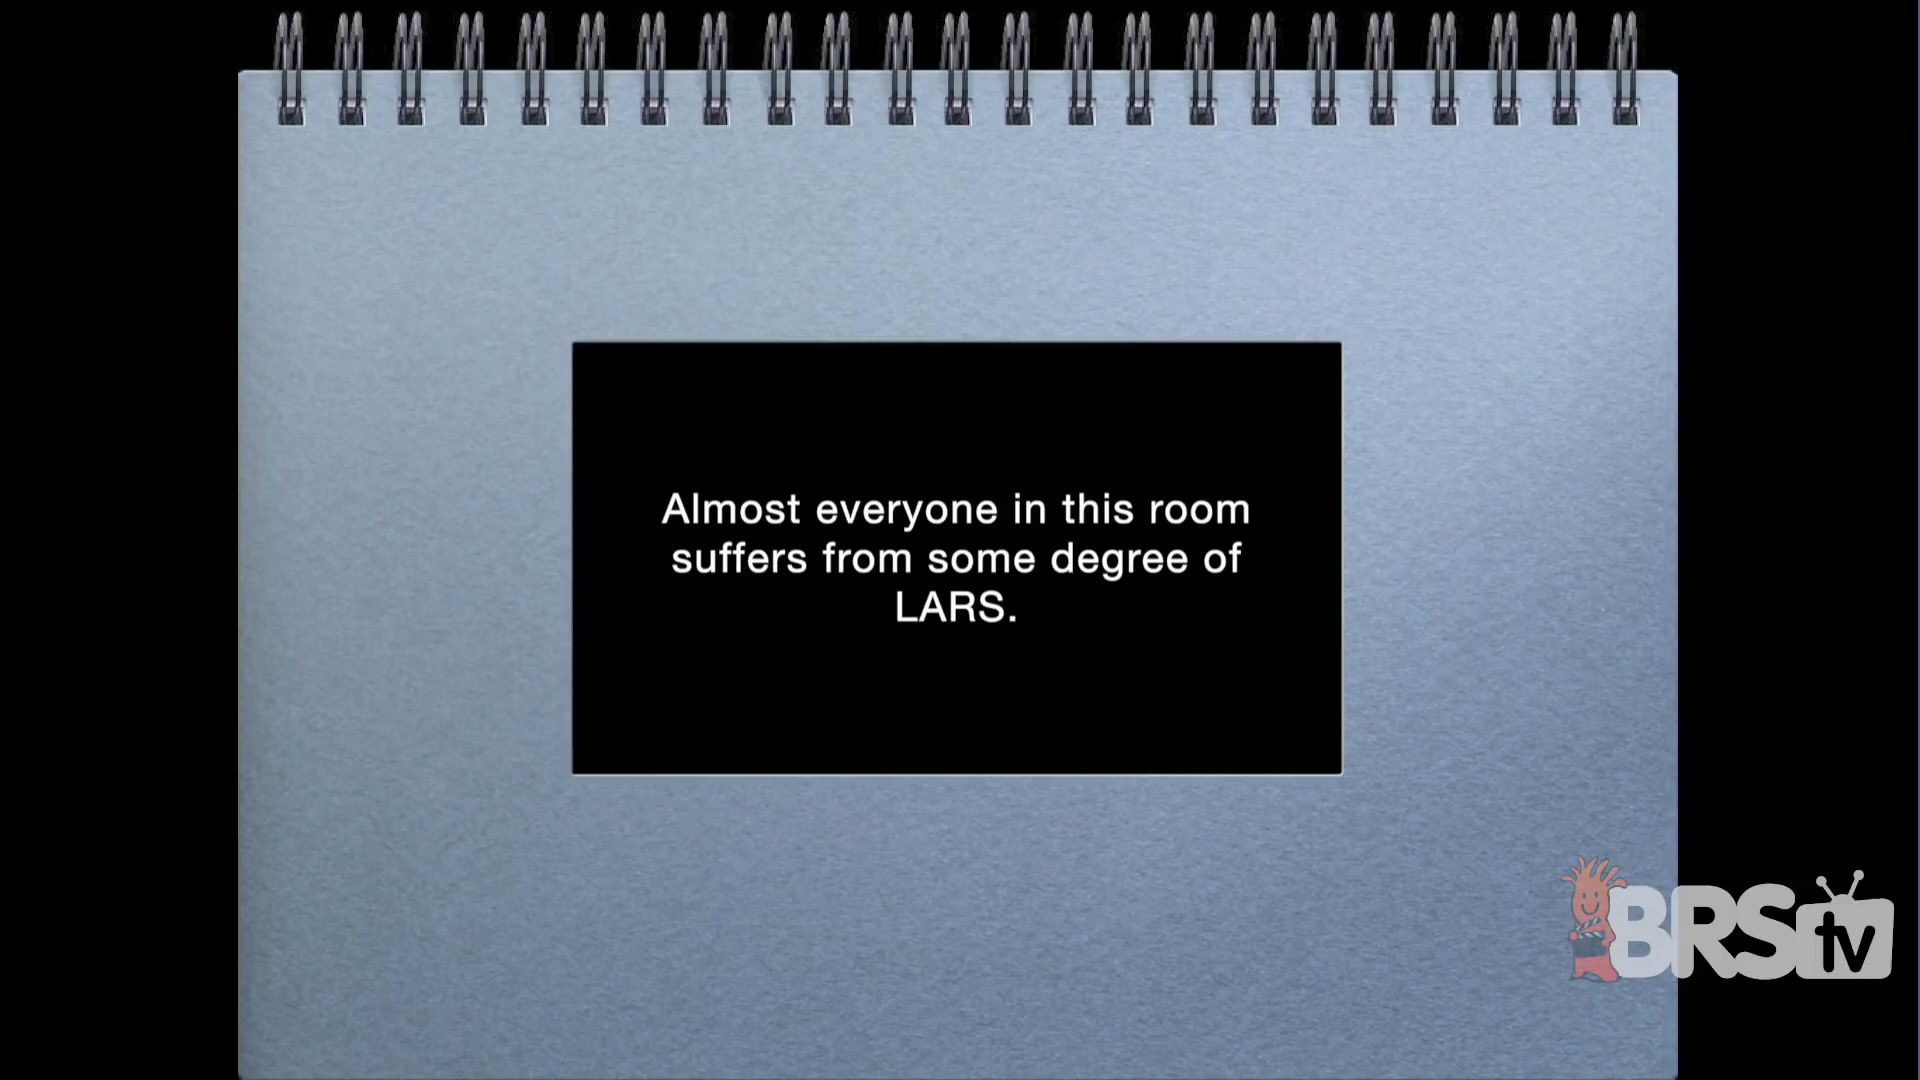 Almost everyone in this room
suffers from some degree of
LARS.
BRStv